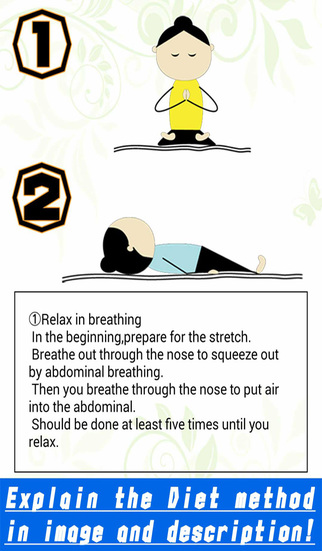 1
2
①Relax in breathing
In the beginning,prepare for the stretch.
Breathe out through the nose to squeeze out
by abdominal breathing.
Then you breathe through the nose to put air
into the abdominal.
Should be done at least five times until you
relax.
Explain the Diet method
in image and description!